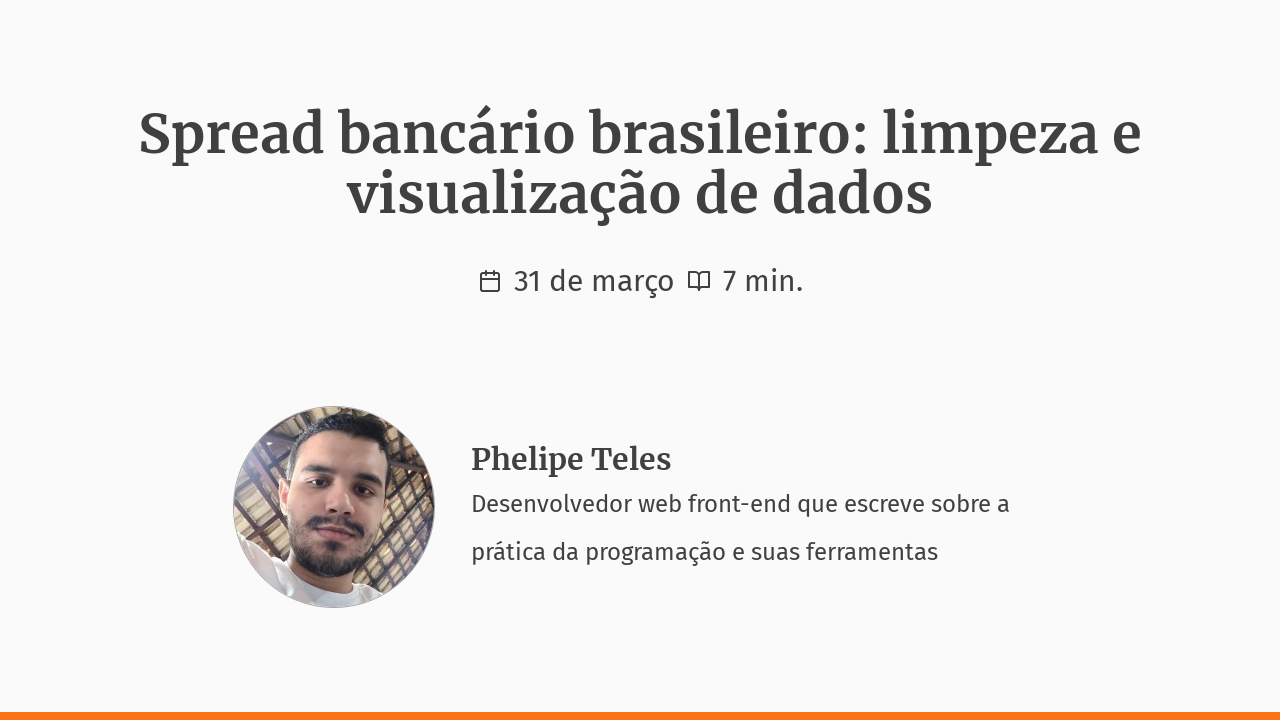 Spread bancário brasileiro: limpeza e
visualização de dados
31 de março 7 min.
Phelipe Teles
Desenvolvedor web front-end que escreve sobre a
prática da programação e suas ferramentas